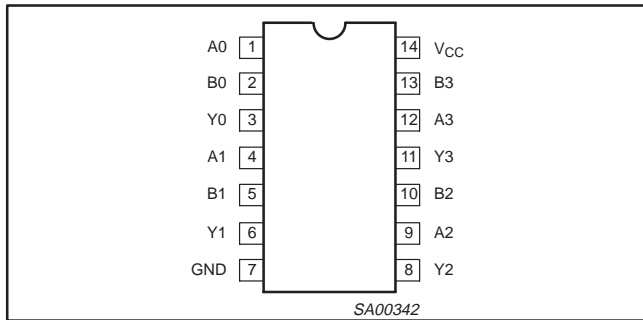 A0 1 14 VCC
B0 2 13 B3
Y0 3 12 A3
A1 4 11 Y3
B1 5 10 B2
Y1 6 9 A2
GND 7 8 Y2
SA00342